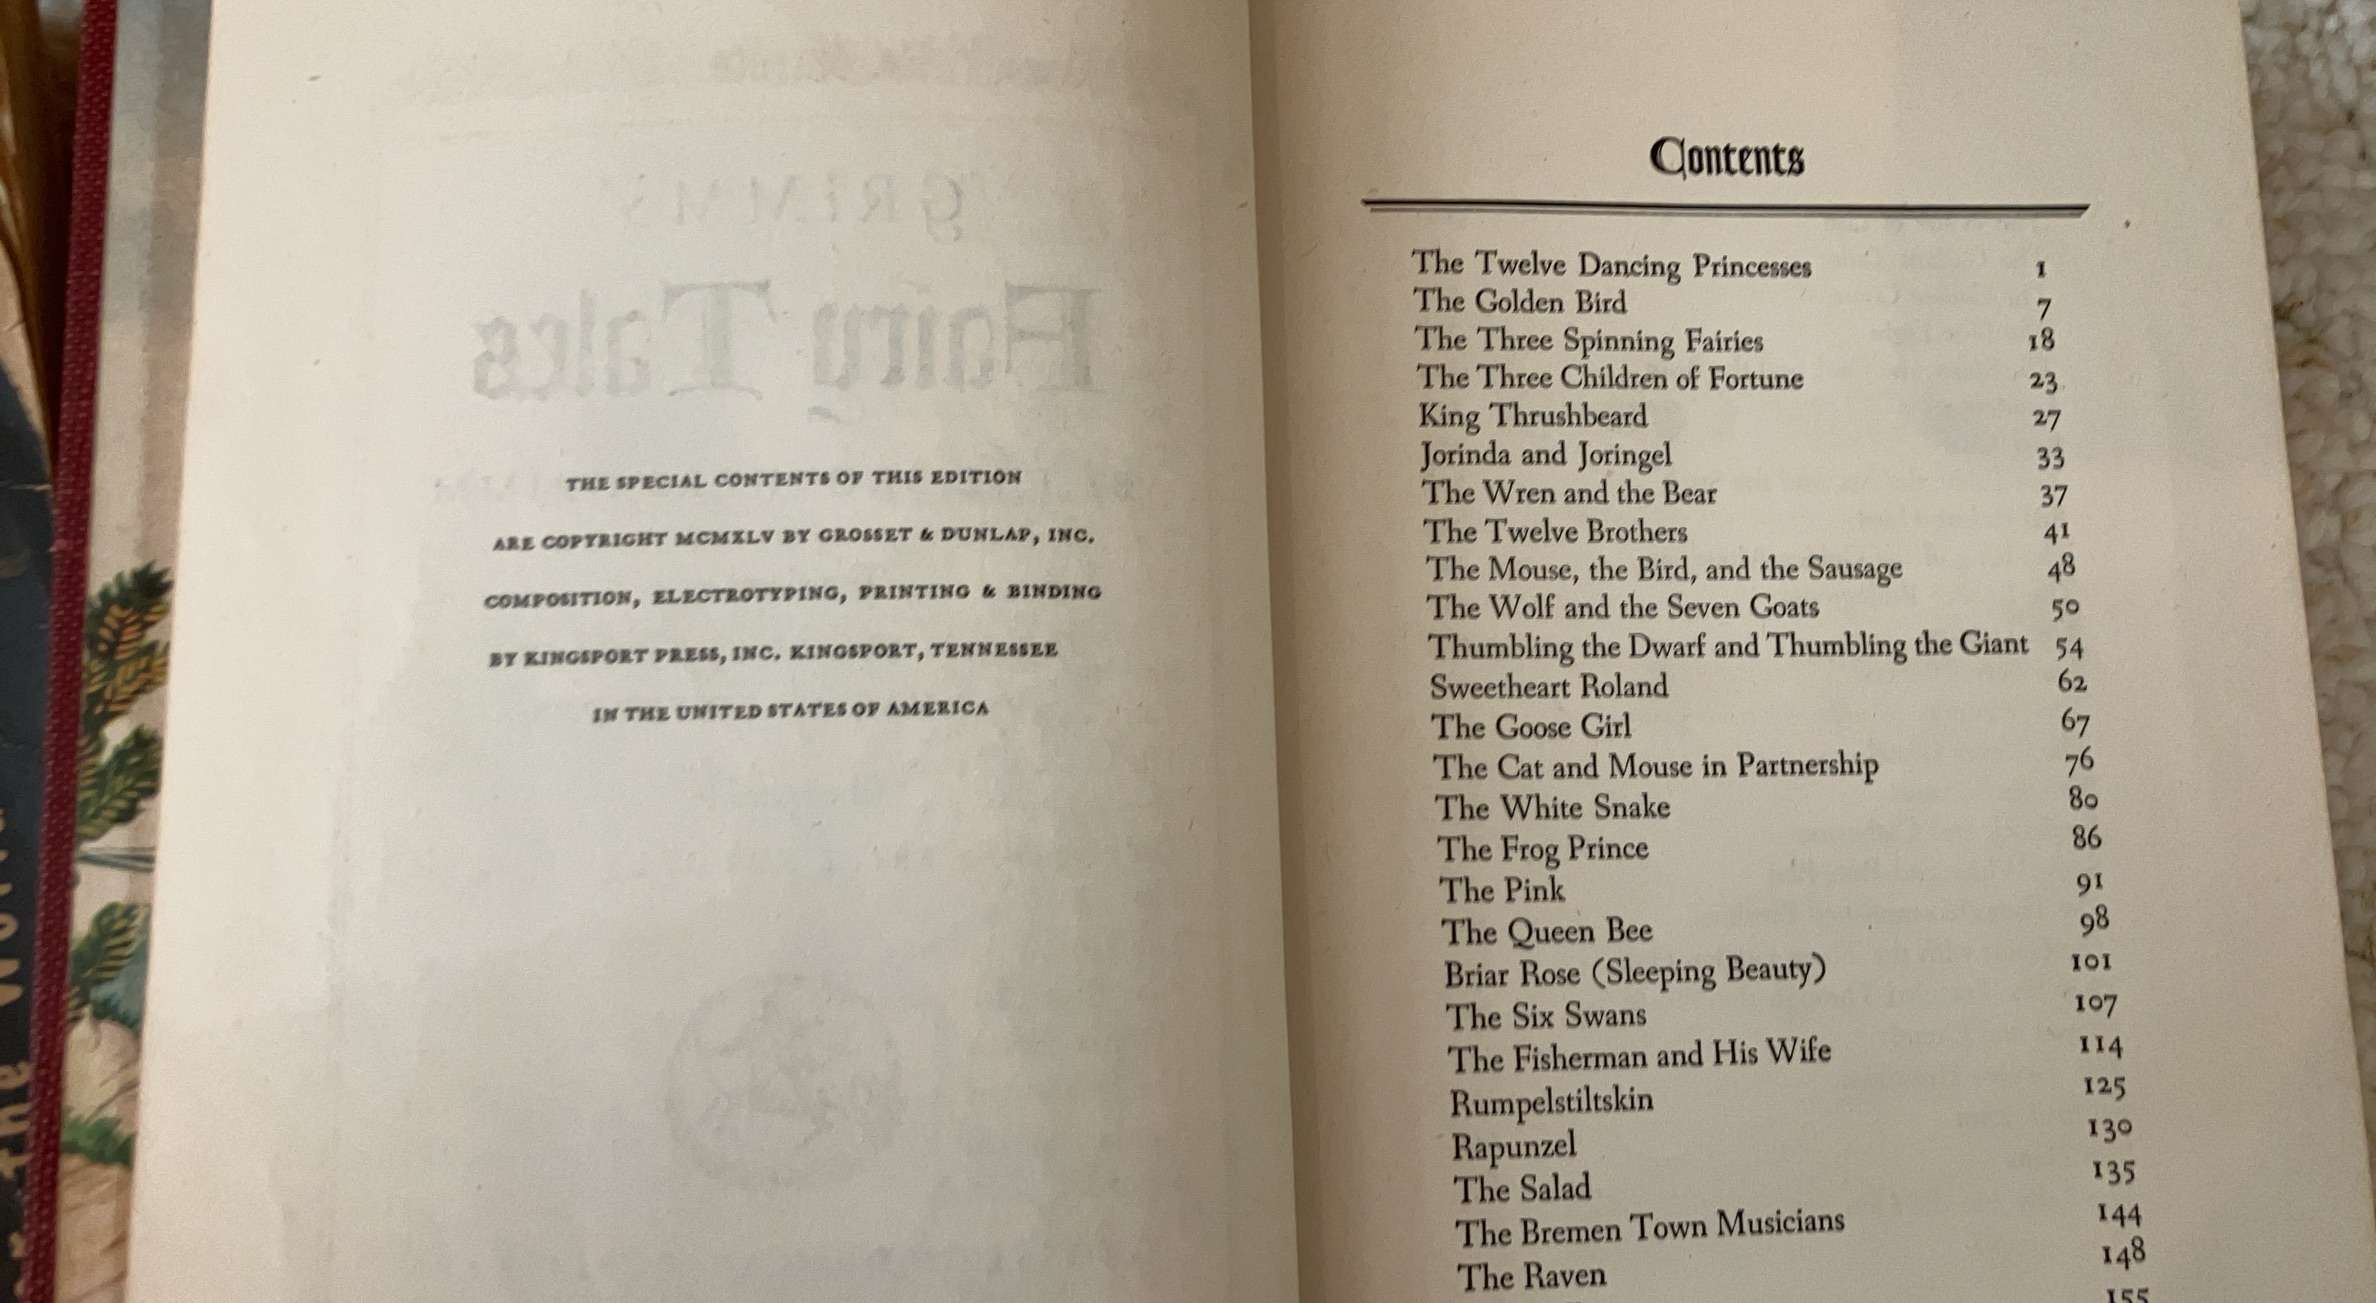 GRIMMS'
Fairy Tales
THE SPECIAL CONTENTS OF THIS EDITION
ARE COPYRIGHT MCMXLV BY GROSSET & DUNLAP, INC.
COMPOSITION, ELECTROTYPING, PRINTING & BINDING
BY KINGSPORT PRESS, INC. KINGSPORT, TENNESSEE
IN THE UNITED STATES OF AMERICA
Contents
The Twelve Dancing Princesses 1
The Golden Bird 7
The Three Spinning Fairies 18
The Three Children of Fortune 23
King Thrushbeard 27
Jorinda and Joringel 33
The Wren and the Bear 37
The Twelve Brothers 41
The Mouse, the Bird, and the Sausage 48
The Wolf and the Seven Goats 50
Thumbling the Dwarf and Thumbling the Giant 54
Sweetheart Roland 62
The Goose Girl 67
The Cat and Mouse in Partnership 76
The White Snake 80
The Frog Prince 86
The Pink 91
The Queen Bee 98
Briar Rose (Sleeping Beauty) 101
The Six Swans 107
The Fisherman and His Wife 114
Rumpelstiltskin 125
Rapunzel 130
The Salad 135
The Bremen Town Musicians 144
The Raven 148
155